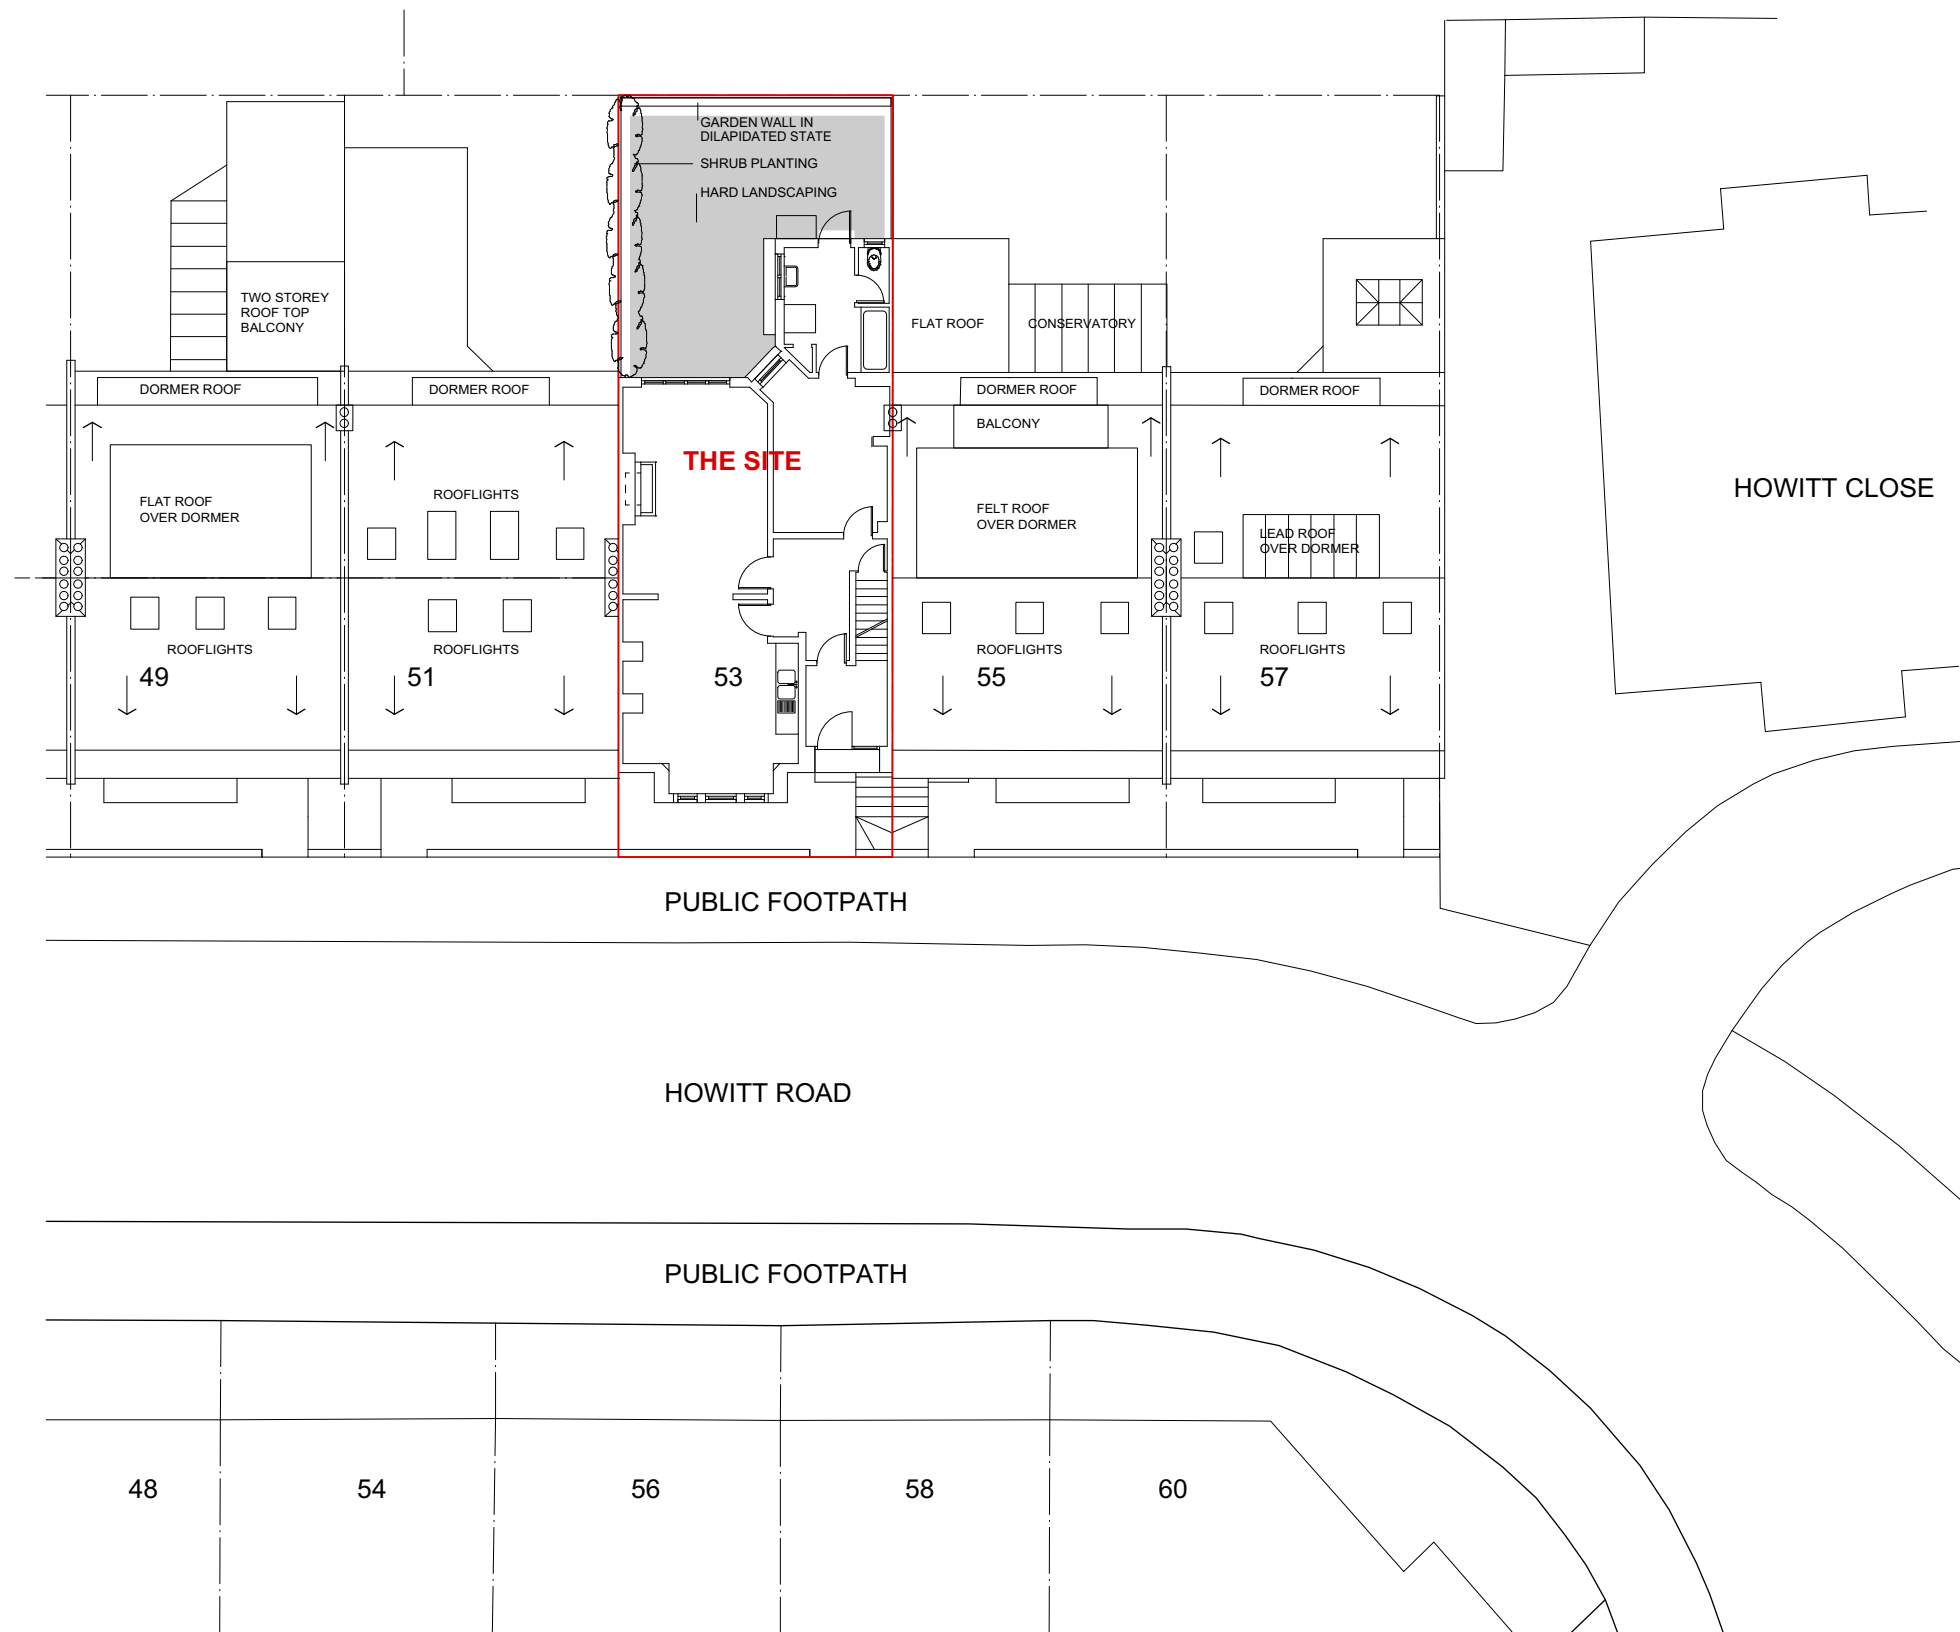 GARDEN WALL IN
DILAPIDATED STATE
SHRUB PLANTING
HARD LANDSCAPING
TWO STOREY
ROOF TOP
BALCONY
FLAT ROOF
CONSERVATORY
DORMER ROOF
DORMER ROOF
DORMER ROOF
DORMER ROOF
BALCONY
THE SITE
HOWITT CLOSE
FLAT ROOF
OVER DORMER
ROOFLIGHTS
FELT ROOF
OVER DORMER
LEAD ROOF
OVER DORMER
ROOFLIGHTS
ROOFLIGHTS
ROOFLIGHTS
ROOFLIGHTS
49
51
53
55
57
PUBLIC FOOTPATH
HOWITT ROAD
PUBLIC FOOTPATH
48
54
56
58
60